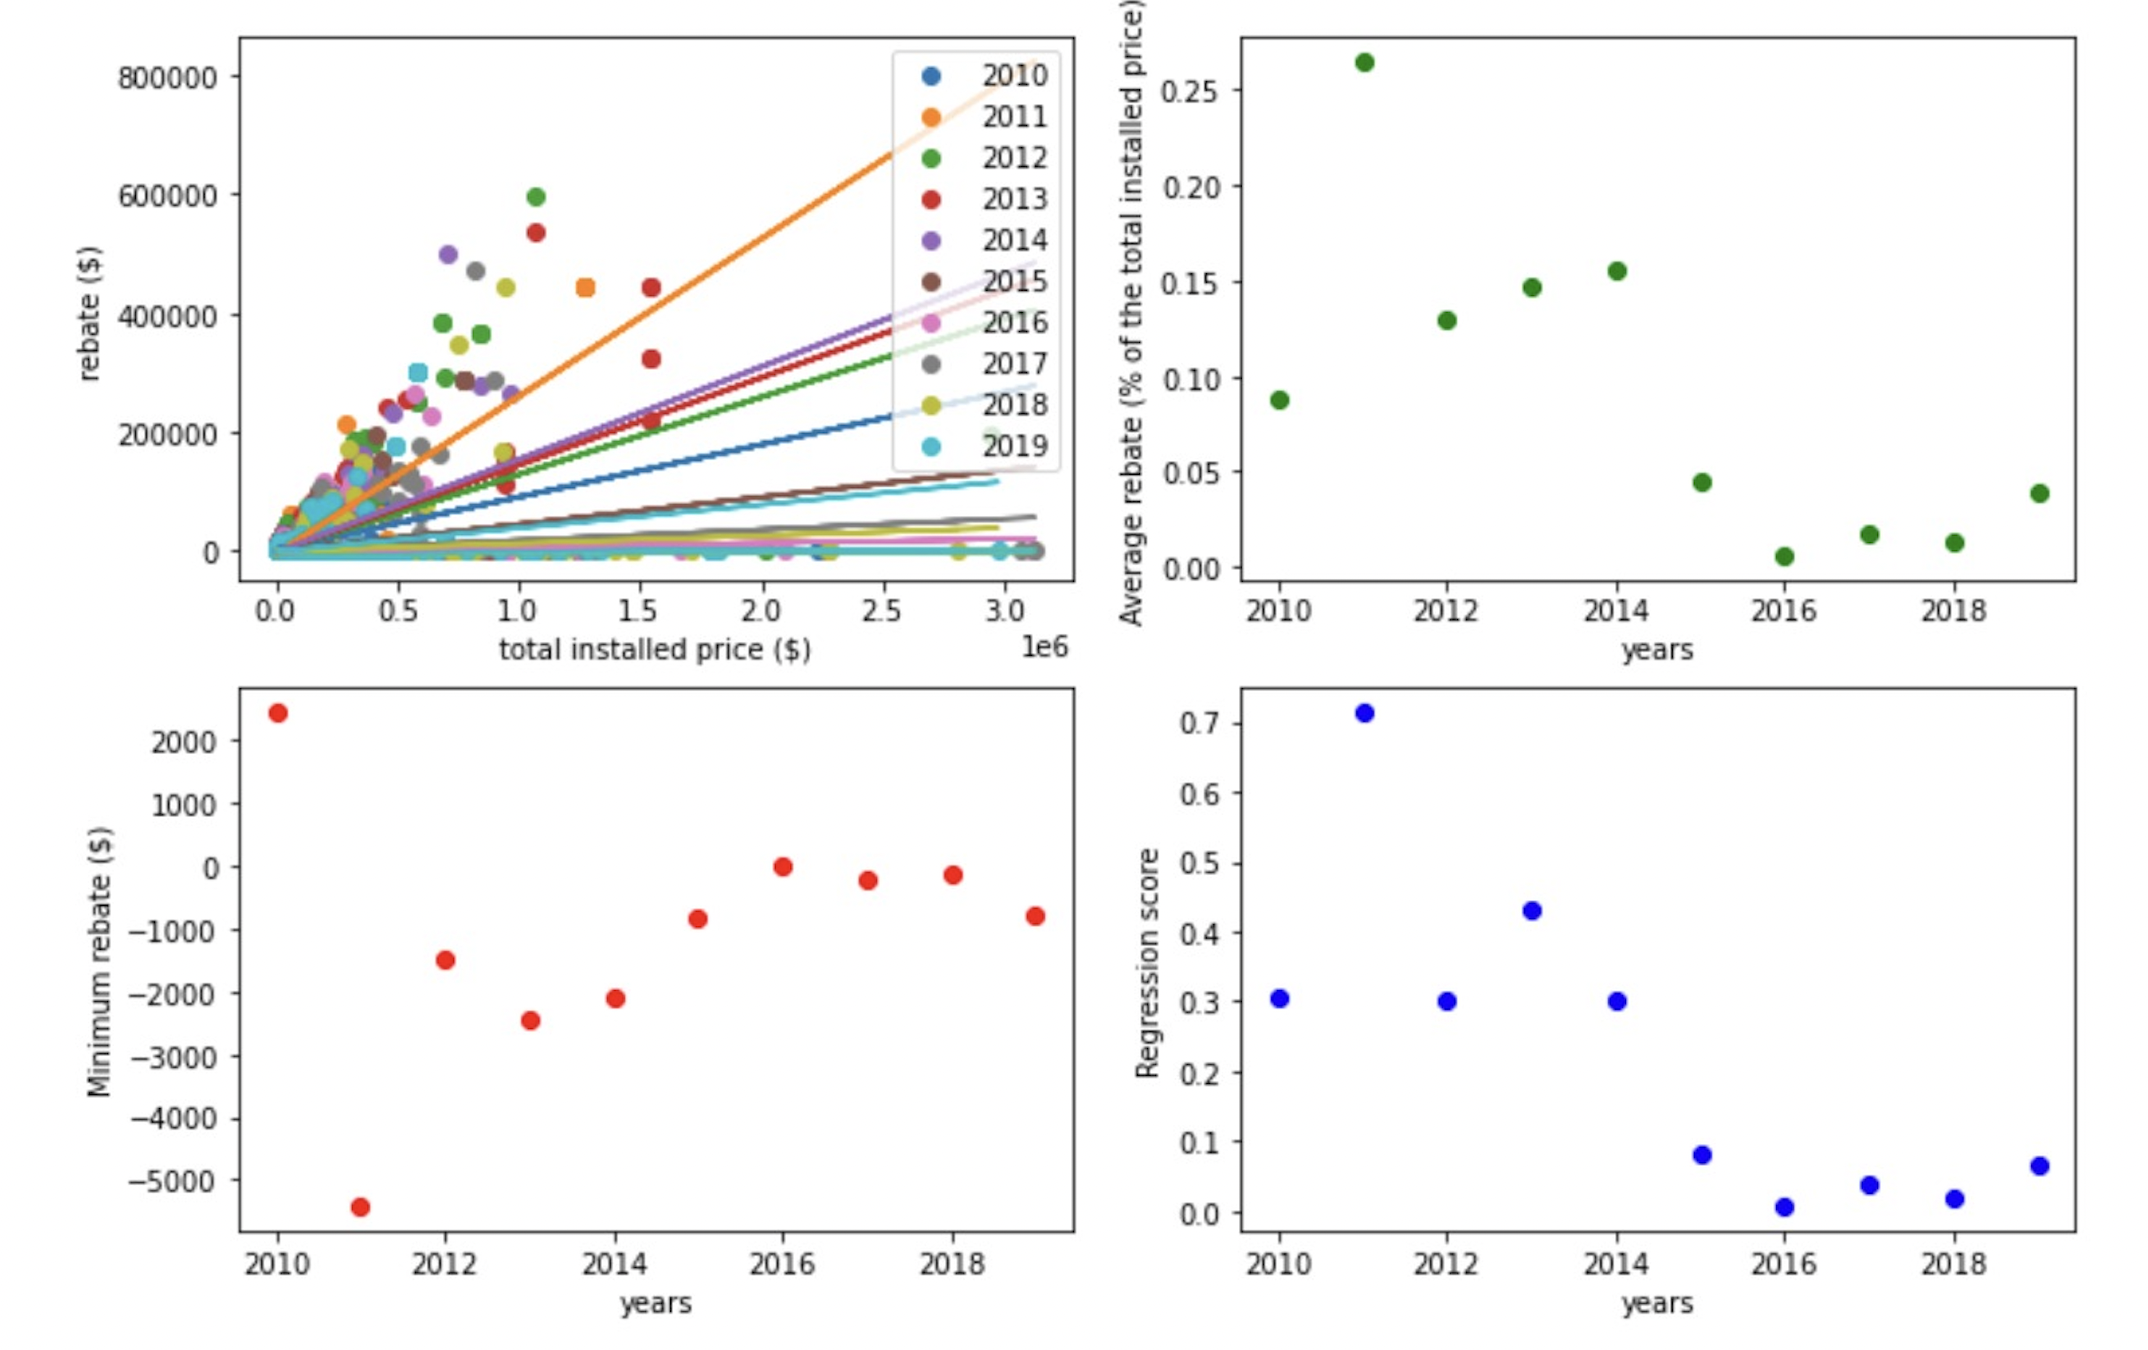 800000
600000
400000
200000
0
rebate ($)
0.0 0.5 1.0 1.5 2.0 2.5 3.0
1e6
total installed price ($)
2010
2011
2012
2013
2014
2015
2016
2017
2018
2019
0.25
0.20
0.15
0.10
0.05
0.00
Average rebate (% of the total installed price)
2010 2012 2014 2016 2018
years
2000
1000
0
−1000
−2000
−3000
−4000
−5000
Minimum rebate ($)
2010 2012 2014 2016 2018
years
0.7
0.6
0.5
0.4
0.3
0.2
0.1
0.0
Regression score
2010 2012 2014 2016 2018
years